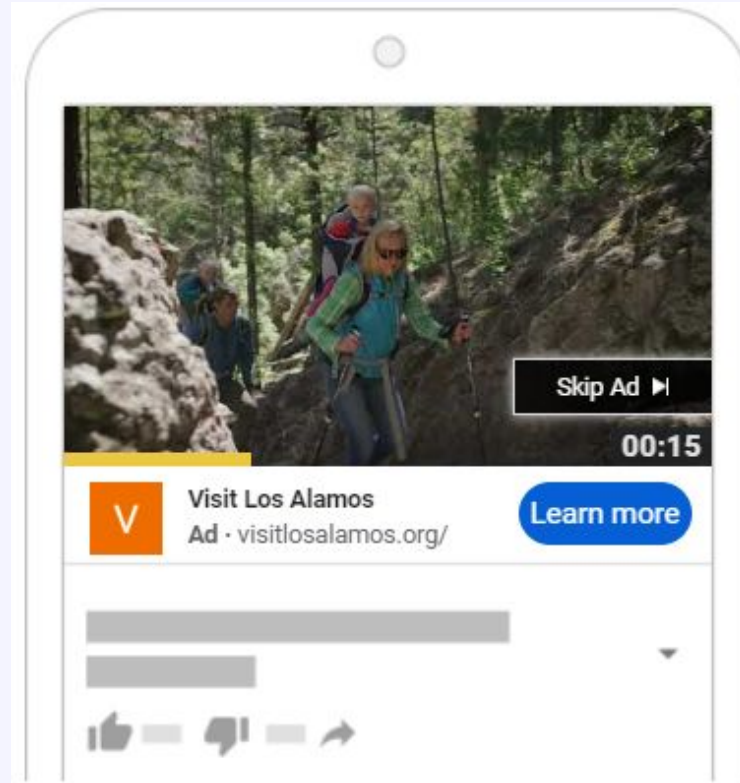 Skip Ad
00:15
V
Visit Los Alamos
Learn more
Ad · visitlosalamos.org/